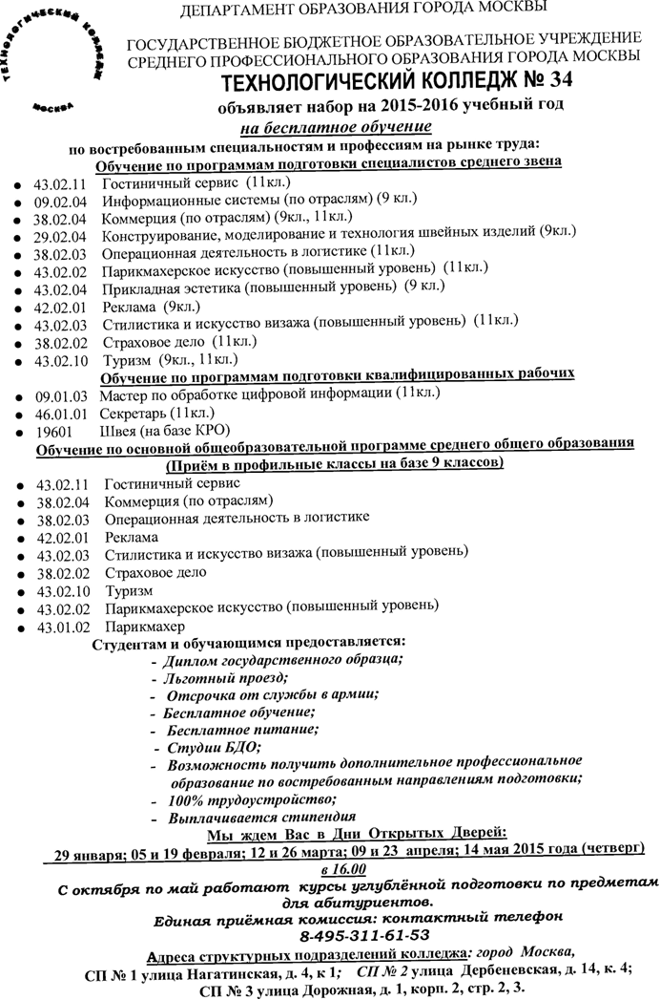 ТЕХНОЛОГИЧЕСКИЙ КОЛЛЕДЖ
МОСКВА
ДЕПАРТАМЕНТ ОБРАЗОВАНИЯ ГОРОДА МОСКВЫ
ГОСУДАРСТВЕННОЕ БЮДЖЕТНОЕ ОБРАЗОВАТЕЛЬНОЕ УЧРЕЖДЕНИЕ
СРЕДНЕГО ПРОФЕССИОНАЛЬНОГО ОБРАЗОВАНИЯ ГОРОДА МОСКВЫ
ТЕХНОЛОГИЧЕСКИЙ КОЛЛЕДЖ № 34
объявляет набор на 2015-2016 учебный год
на бесплатное обучение
по востребованным специальностям и профессиям на рынке труда:
Обучение по программам подготовки специалистов среднего звена
• 43.02.11 Гостиничный сервис (11кл.)
• 09.02.04 Информационные системы (по отраслям) (9 кл.)
• 38.02.04 Коммерция (по отраслям) (9кл., 11кл.)
• 29.02.04 Конструирование, моделирование и технология швейных изделий (9кл.)
• 38.02.03 Операционная деятельность в логистике (11кл.)
• 43.02.02 Парикмахерское искусство (повышенный уровень) (11кл.)
• 43.02.04 Прикладная эстетика (повышенный уровень) (9 кл.)
• 42.02.01 Реклама (9кл.)
• 43.02.03 Стилистика и искусство визажа (повышенный уровень) (11кл.)
• 38.02.02 Страховое дело (11кл.)
• 43.02.10 Туризм (9кл., 11кл.)
Обучение по программам подготовки квалифицированных рабочих
• 09.01.03 Мастер по обработке цифровой информации (11кл.)
• 46.01.01 Секретарь (11кл.)
• 19601 Швея (на базе КРО)
Обучение по основной общеобразовательной программе среднего общего образования
(Приём в профильные классы на базе 9 классов)
• 43.02.11 Гостиничный сервис
• 38.02.04 Коммерция (по отраслям)
• 38.02.03 Операционная деятельность в логистике
• 42.02.01 Реклама
• 43.02.03 Стилистика и искусство визажа (повышенный уровень)
• 38.02.02 Страховое дело
• 43.02.10 Туризм
• 43.02.02 Парикмахерское искусство (повышенный уровень)
• 43.01.02 Парикмахер
Студентам и обучающимся предоставляется:
- Диплом государственного образца;
- Льготный проезд;
- Отсрочка от службы в армии;
- Бесплатное обучение;
- Бесплатное питание;
- Студии БДО;
- Возможность получить дополнительное профессиональное
образование по востребованным направлениям подготовки;
- 100% трудоустройство;
- Выплачивается стипендия
Мы ждем Вас в Дни Открытых Дверей:
29 января; 05 и 19 февраля; 12 и 26 марта; 09 и 23 апреля; 14 мая 2015 года (четверг)
в 16.00
С октября по май работают курсы углублённой подготовки по предметам
для абитуриентов.
Единая приёмная комиссия: контактный телефон
8-495-311-61-53
Адреса структурных подразделений колледжа: город Москва,
СП № 1 улица Нагатинская, д. 4, к 1; СП № 2 улица Дербеневская, д. 14, к. 4;
СП № 3 улица Дорожная, д. 1, корп. 2, стр. 2, 3.